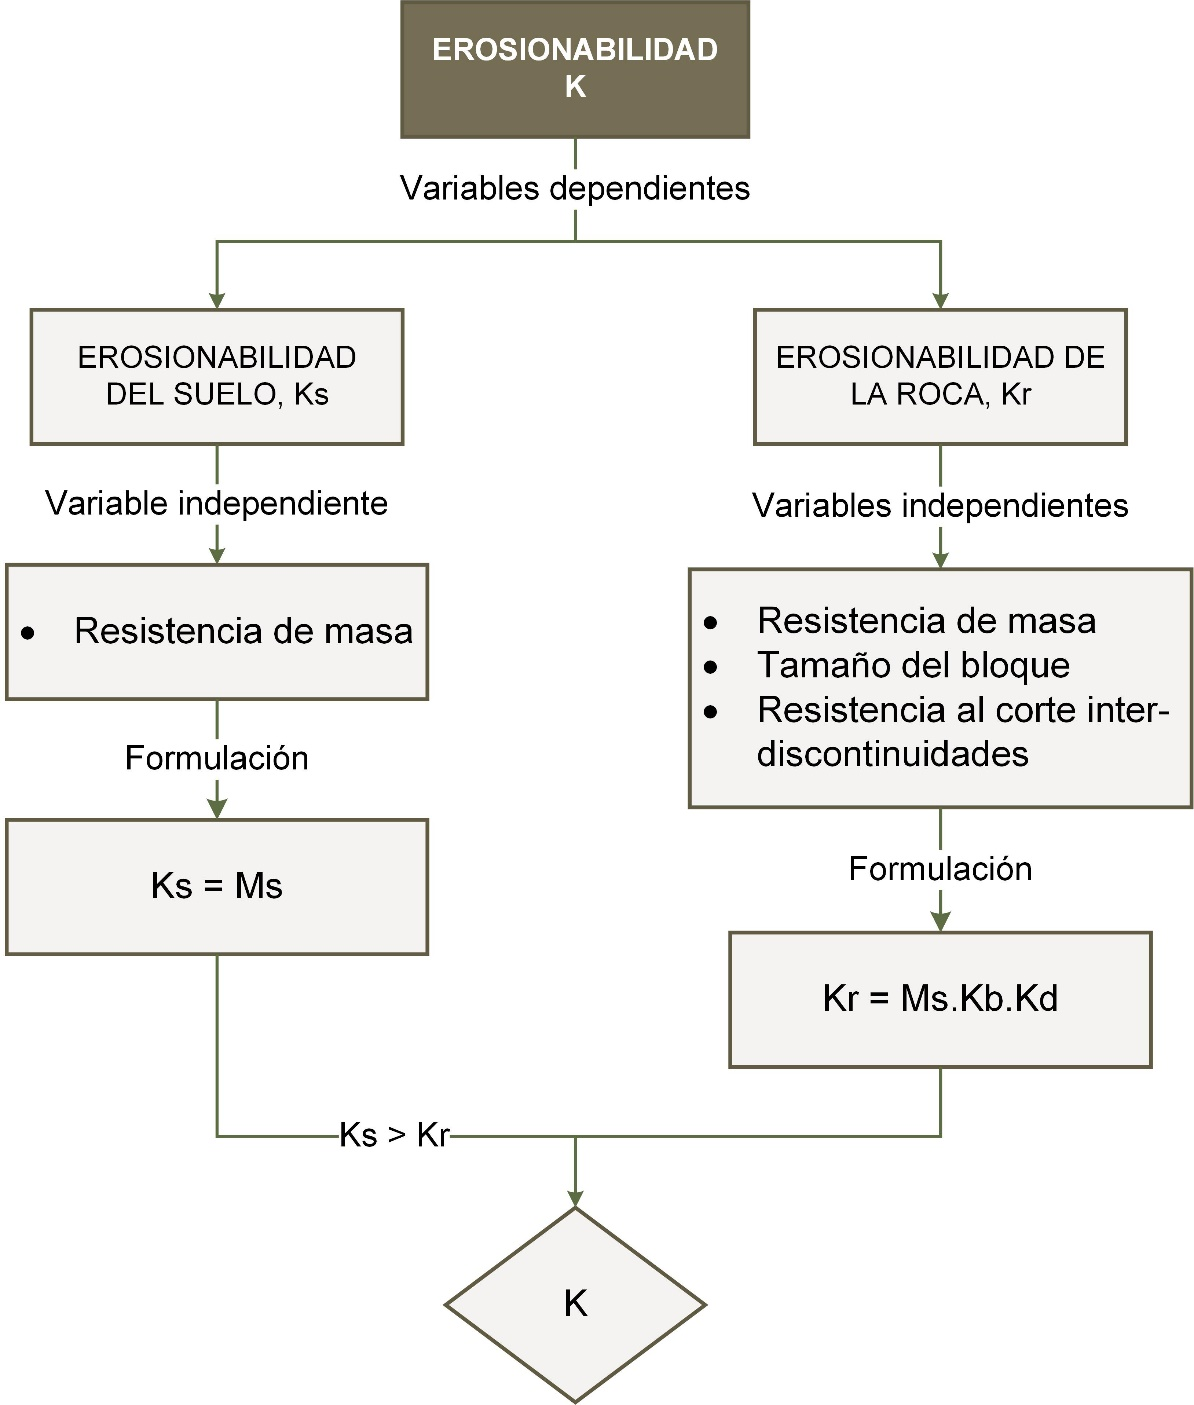 EROSIONABILIDAD
K
Variables dependientes
EROSIONABILIDAD
DEL SUELO, Ks
Variable independiente
• Resistencia de masa
Formulación
Ks = Ms
EROSIONABILIDAD DE
LA ROCA, Kr
Variables independientes
• Resistencia de masa
• Tamaño del bloque
• Resistencia al corte inter-
discontinuidades
Formulación
Kr = Ms.Kb.Kd
Ks > Kr
K